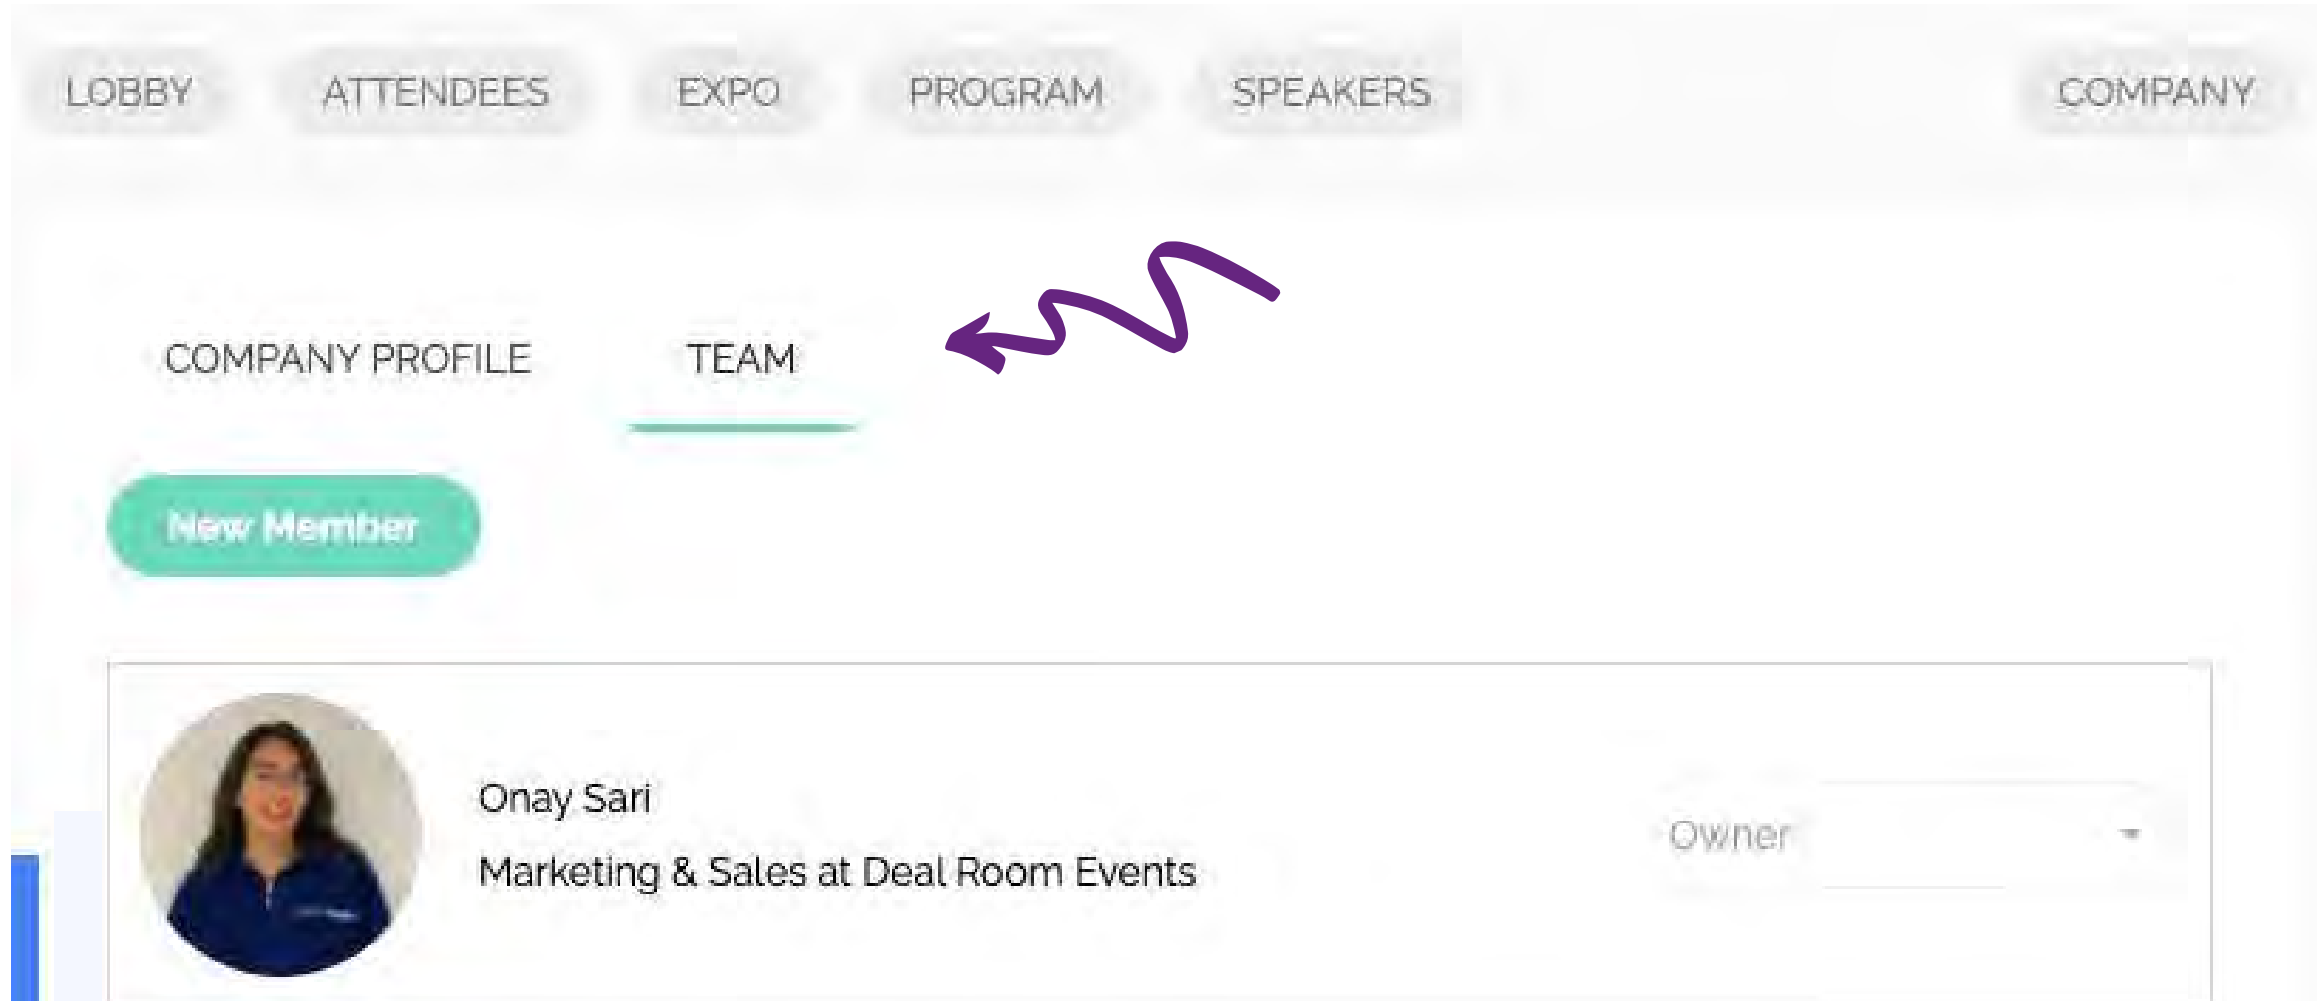 LOBBY ATTENDEES EXPO PROGRAM SPEAKERS COMPANY
COMPANY PROFILE TEAM
New Member
Onay Sari
Owner
Marketing & Sales at Deal Room Events